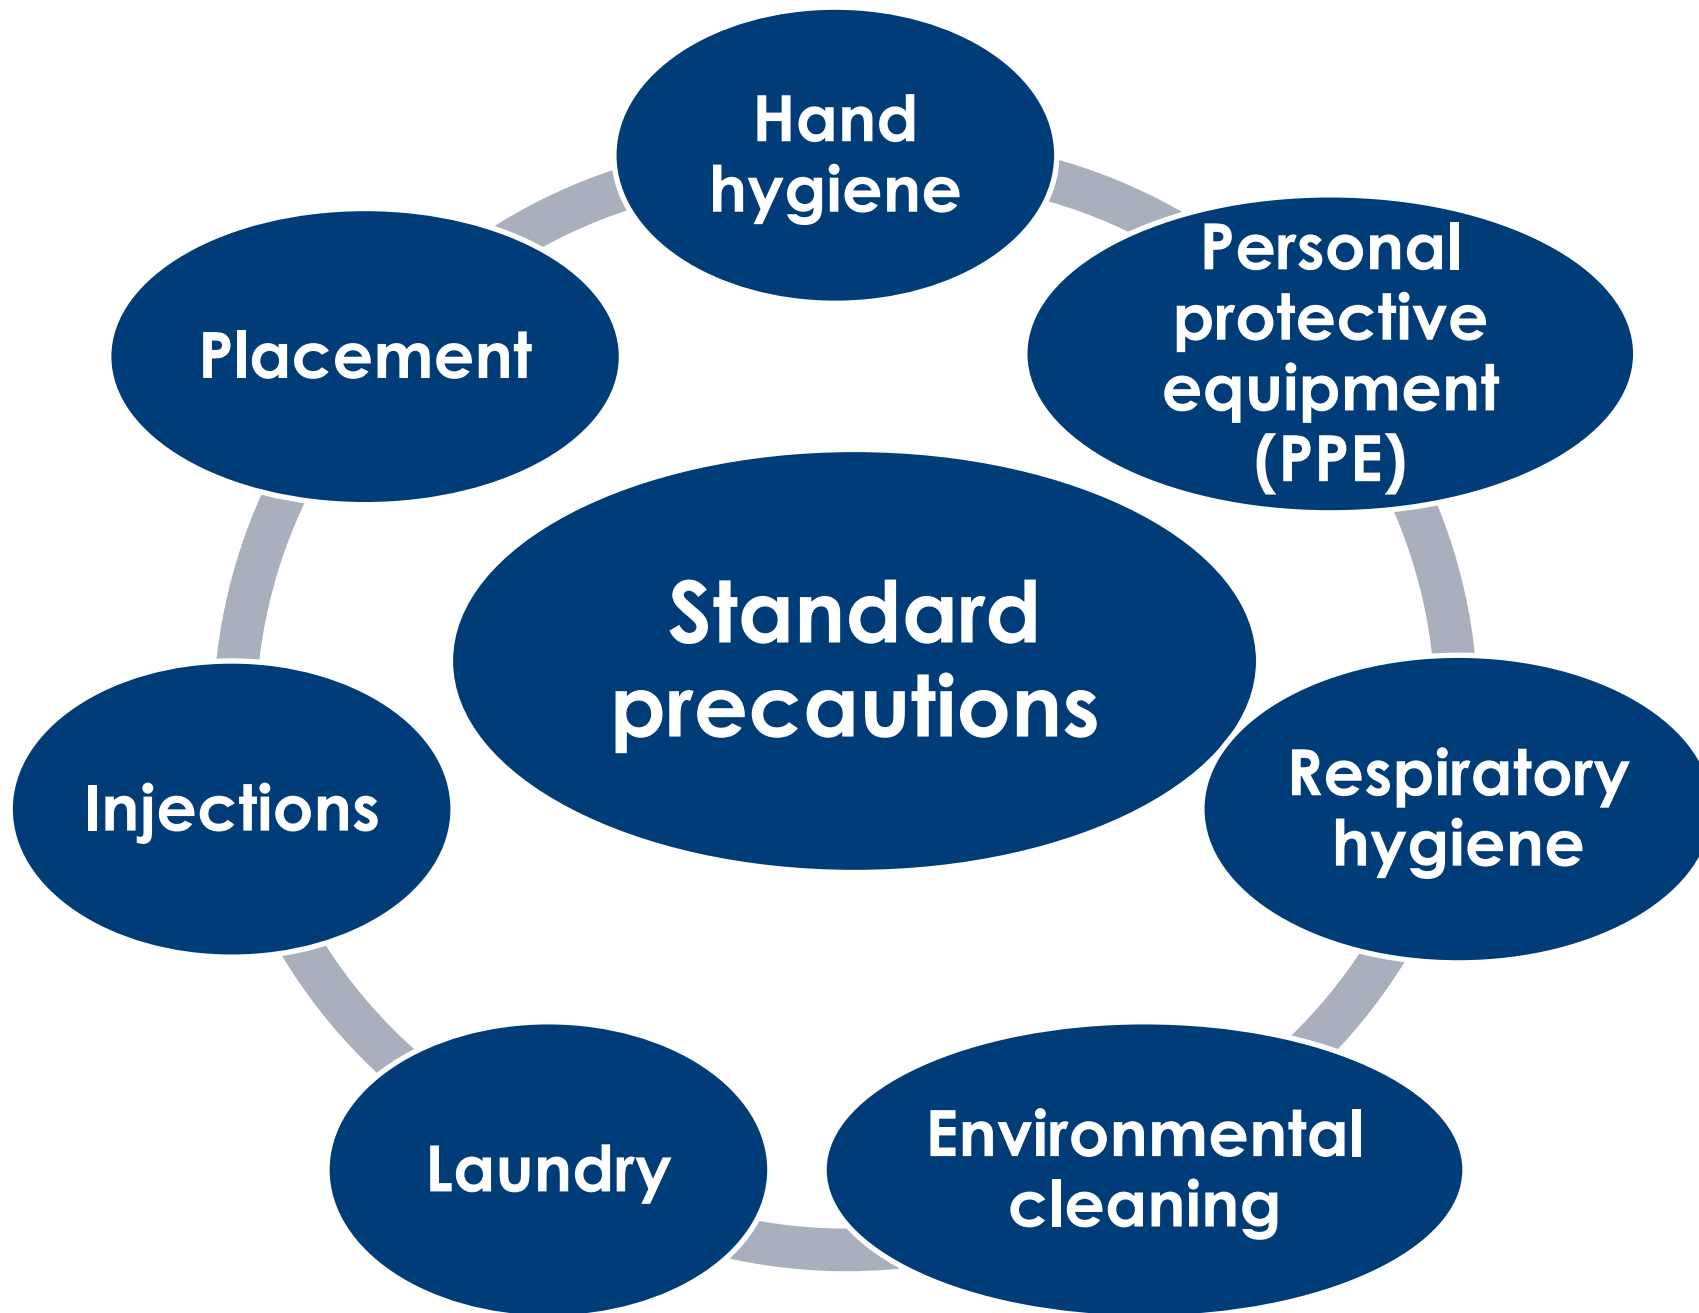 Hand
hygiene
Personal
protective
equipment
(PPE)
Respiratory
hygiene
Environmental
cleaning
Laundry
Injections
Placement
Standard
precautions